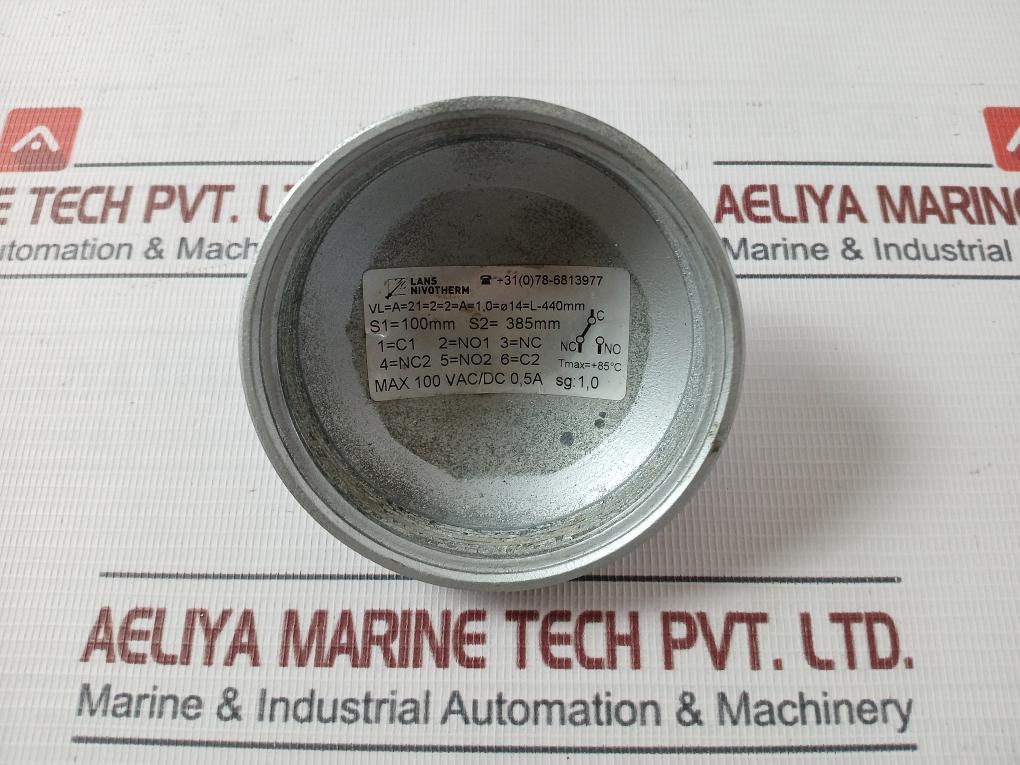 E TECH PVT. L
utomation & Mach
AELIYA MARIN
Marine & Industrial
LANS
NIVOTHERM
☎ +31(0)78-6813977
VL=A=21=2=2=A=1,0=ø14=L-440mm
S1=100mm S2= 385mm
1=C1 2=NO1 3=NC
4=NC2 5=NO2 6=C2
MAX 100 VAC/DC 0,5A sg:1,0
C
NC NO
Tmax=+85°C
AELIYA MARINE TECH PVT. LTD.
Marine & Industrial Automation & Machinery